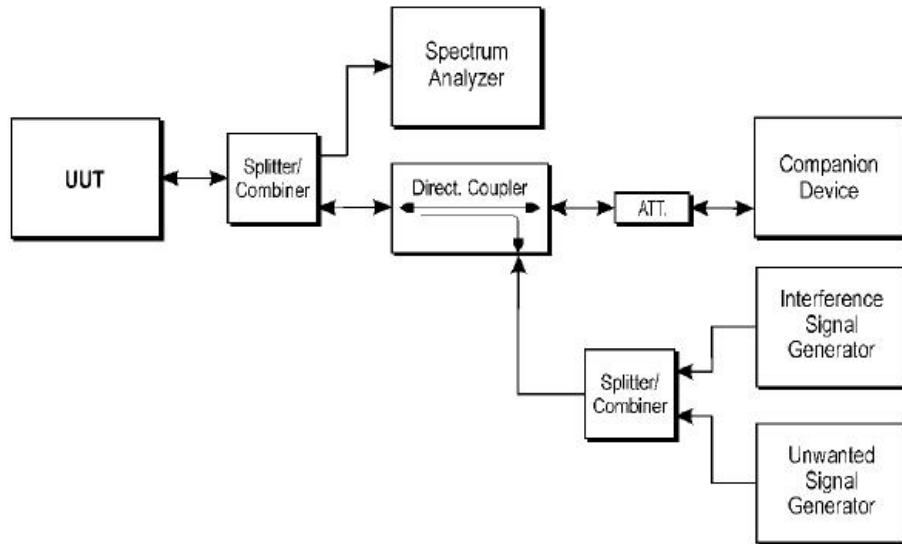 Spectrum
Analyzer
UUT
Splitter/
Combiner
Direct. Coupler
ATT.
Companion
Device
Interference
Signal
Generator
Splitter/
Combiner
Unwanted
Signal
Generator